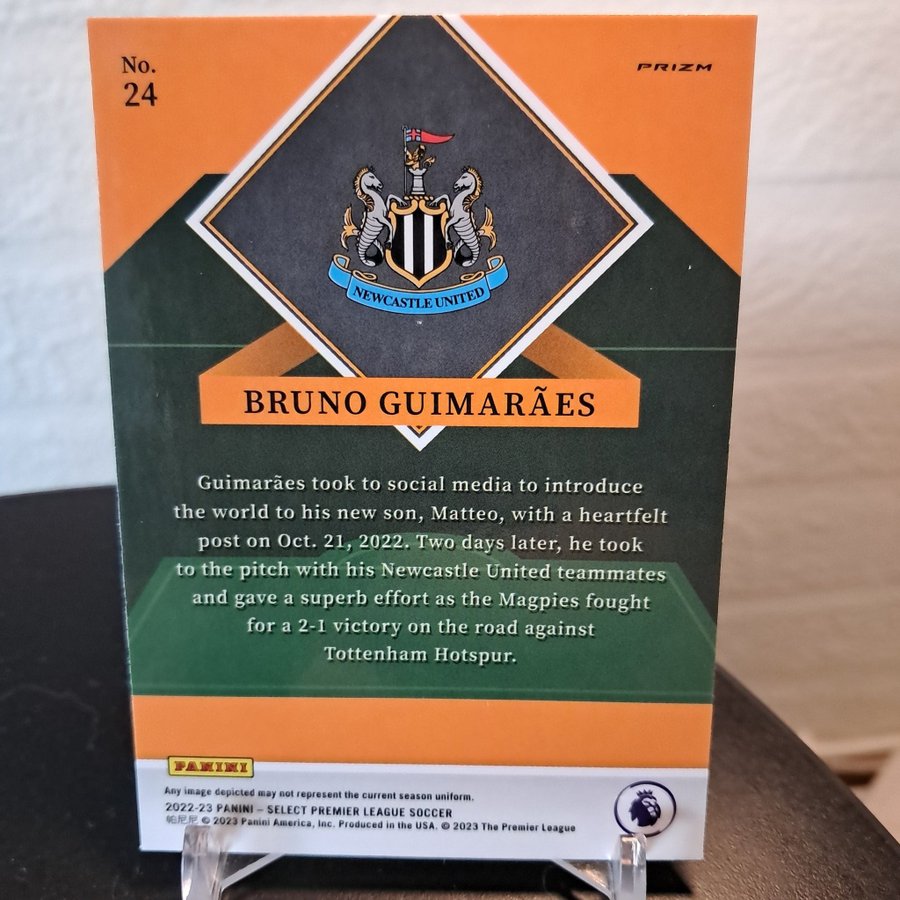 No.
24
PRIZM
NEWCASTLE UNITED
TM
BRUNO GUIMARÃES
Guimarães took to social media to introduce
the world to his new son, Matteo, with a heartfelt
post on Oct. 21, 2022. Two days later, he took
to the pitch with his Newcastle United teammates
and gave a superb effort as the Magpies fought
for a 2-1 victory on the road against
Tottenham Hotspur.
PANINI
Any image depicted may not represent the current season uniform.
2022-23 PANINI – SELECT PREMIER LEAGUE SOCCER
帕尼尼 © 2023 Panini America, Inc. Produced in the USA. © 2023 The Premier League